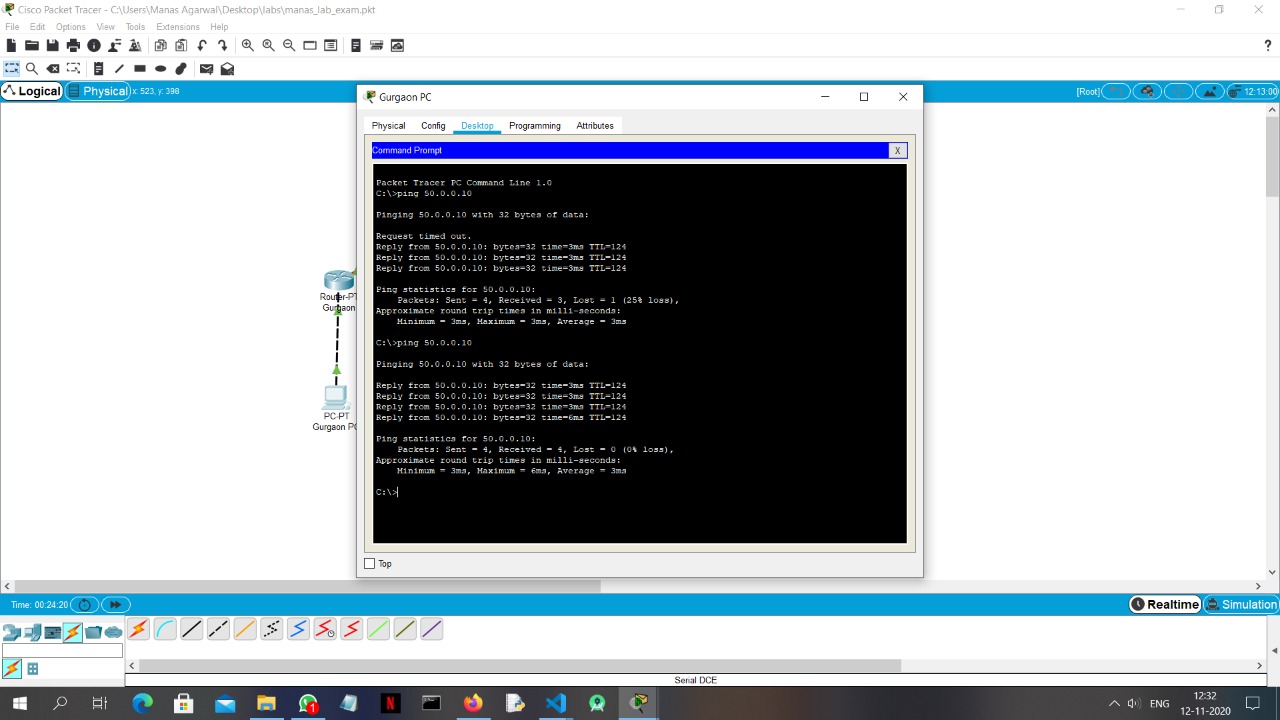 Cisco Packet Tracer - C:\Users\Manas Agarwal\Desktop\labs\manas_lab_exam.pkt
File Edit Options View Tools Extensions Help
?
Logical Physical x: 523, y: 398
[Root] 12:13:00
Gurgaon PC
Physical Config Desktop Programming Attributes
Command Prompt X
Packet Tracer PC Command Line 1.0
C:\>ping 50.0.0.10
Pinging 50.0.0.10 with 32 bytes of data:
Request timed out.
Reply from 50.0.0.10: bytes=32 time=3ms TTL=124
Reply from 50.0.0.10: bytes=32 time=3ms TTL=124
Reply from 50.0.0.10: bytes=32 time=3ms TTL=124
Ping statistics for 50.0.0.10:
Packets: Sent = 4, Received = 3, Lost = 1 (25% loss),
Approximate round trip times in milli-seconds:
Minimum = 3ms, Maximum = 3ms, Average = 3ms
C:\>ping 50.0.0.10
Pinging 50.0.0.10 with 32 bytes of data:
Reply from 50.0.0.10: bytes=32 time=3ms TTL=124
Reply from 50.0.0.10: bytes=32 time=3ms TTL=124
Reply from 50.0.0.10: bytes=32 time=3ms TTL=124
Reply from 50.0.0.10: bytes=32 time=6ms TTL=124
Ping statistics for 50.0.0.10:
Packets: Sent = 4, Received = 4, Lost = 0 (0% loss),
Approximate round trip times in milli-seconds:
Minimum = 3ms, Maximum = 6ms, Average = 3ms
C:\>
Top
Router-PT
Gurgaon
PC-PT
Gurgaon PC
Time: 00:24:20
Realtime Simulation
Serial DCE
1
N
ENG
12:32
12-11-2020